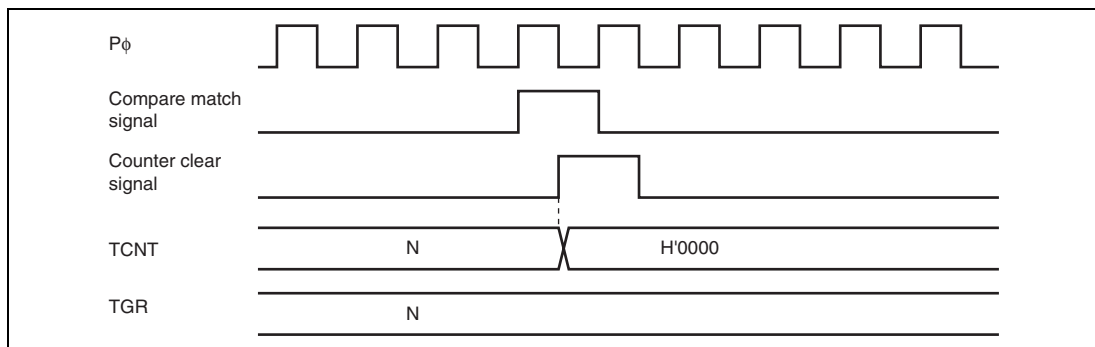 Pϕ
Compare match
signal
Counter clear
signal
TCNT
N
H'0000
TGR
N